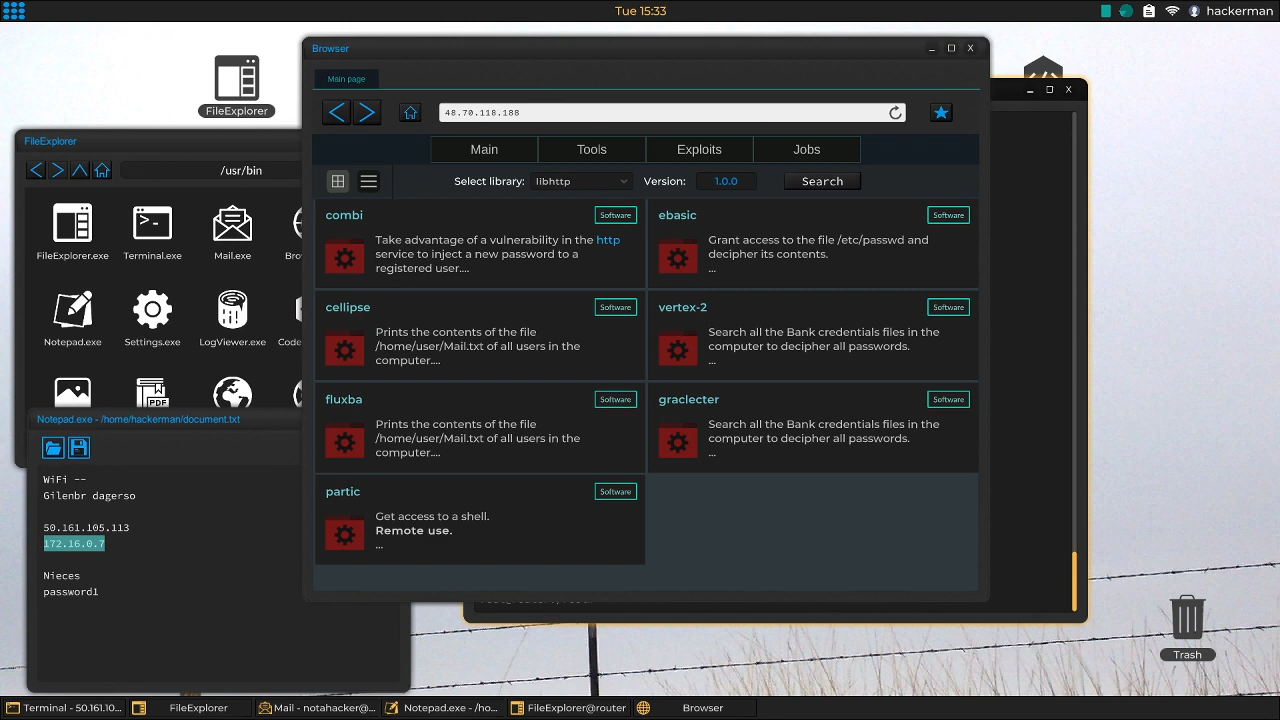 Tue 15:33
hackerman
FileExplorer
Browser
Main page
48.70.118.188
Main
Tools
Exploits
Jobs
Select library:
libhttp
Version:
1.0.0
Search
combi
Software
Take advantage of a vulnerability in the http
service to inject a new password to a
registered user....
ebasic
Software
Grant access to the file /etc/passwd and
decipher its contents.
...
cellipse
Software
Prints the contents of the file
/home/user/Mail.txt of all users in the
computer....
vertex-2
Software
Search all the Bank credentials files in the
computer to decipher all passwords.
...
fluxba
Software
Prints the contents of the file
/home/user/Mail.txt of all users in the
computer....
graclecter
Software
Search all the Bank credentials files in the
computer to decipher all passwords.
...
partic
Software
Get access to a shell.
Remote use.
...
FileExplorer
/usr/bin
FileExplorer.exe
Terminal.exe
Mail.exe
Brow
Notepad.exe
Settings.exe
LogViewer.exe
Code
PDF
Notepad.exe - /home/hackerman/document.txt
WiFi --
Gilenbr dagerso
50.161.105.113
172.16.0.7
Nieces
password1
Trash
Terminal - 50.161.10...
FileExplorer
Mail - notahacker@...
Notepad.exe - /ho...
FileExplorer@router
Browser